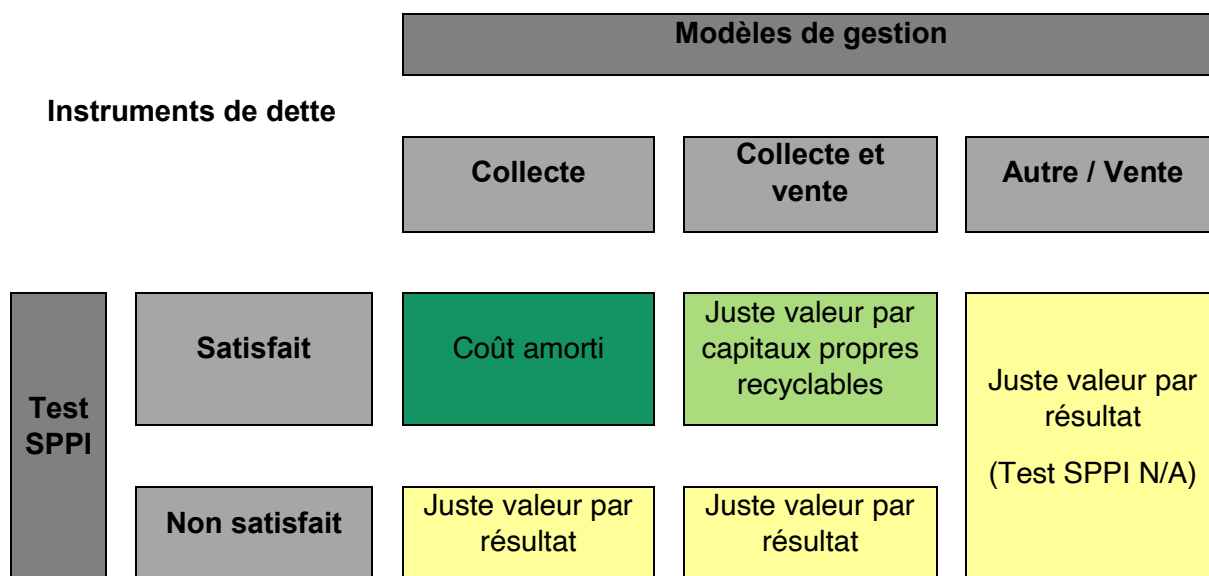 Modèles de gestion
Instruments de dette
Collecte
Collecte et
vente
Autre / Vente
Test
SPPI
Satisfait
Coût amorti
Juste valeur par
capitaux propres
recyclables
Juste valeur par
résultat
(Test SPPI N/A)
Non satisfait
Juste valeur par
résultat
Juste valeur par
résultat